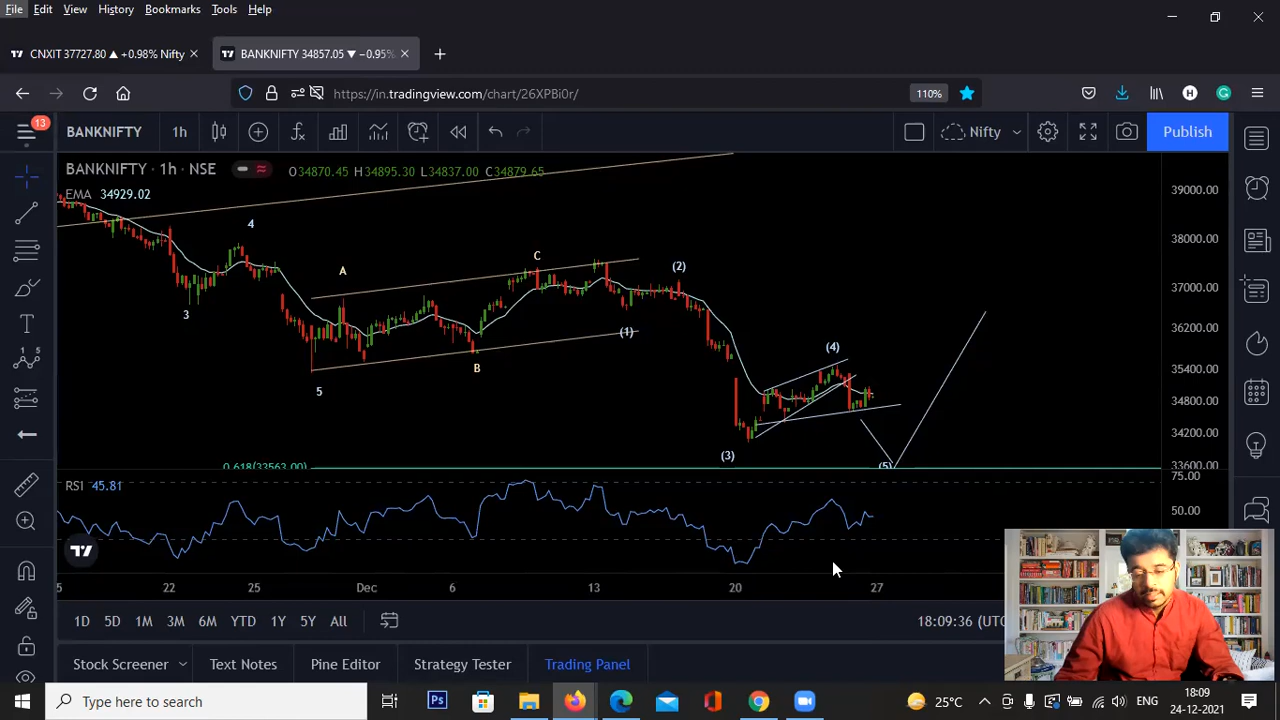 File Edit View History Bookmarks Tools Help
CNXIT 37727.80 ▲ +0.98% Nifty
BANKNIFTY 34857.05 ▼ −0.95%
https://in.tradingview.com/chart/26XPBl0r/
110%
H
13
BANKNIFTY 1h
Nifty
Publish
BANKNIFTY · 1h · NSE
O34870.45 H34895.30 L34837.00 C34879.65
EMA 34929.02
39000.00
38000.00
37000.00
36200.00
35400.00
34800.00
34200.00
33600.00
4
3
A
C
5
B
(1)
(2)
(3)
(4)
(5)
0.618(33563.00)
RSI 45.81
75.00
50.00
22 25 Dec 6 13 20 27
1D 5D 1M 3M 6M YTD 1Y 5Y All
18:09:36 (UTC
Stock Screener Text Notes Pine Editor Strategy Tester Trading Panel
Type here to search
Ps
25°C
ENG
18:09
24-12-2021